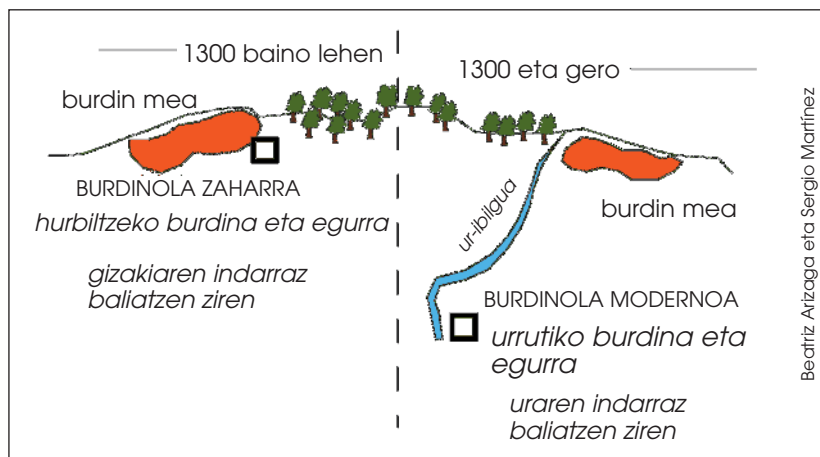 1300 baino lehen
burdin mea
BURDINOLA ZAHARRA
hurbiltzeko burdina eta egurra
gizakiaren indarraz
baliatzen ziren
1300 eta gero
ur-ibilgua
burdin mea
BURDINOLA MODERNOA
urrutiko burdina eta
egurra
uraren indarraz
baliatzen ziren
Beatriz Arizaga eta Sergio Martínez